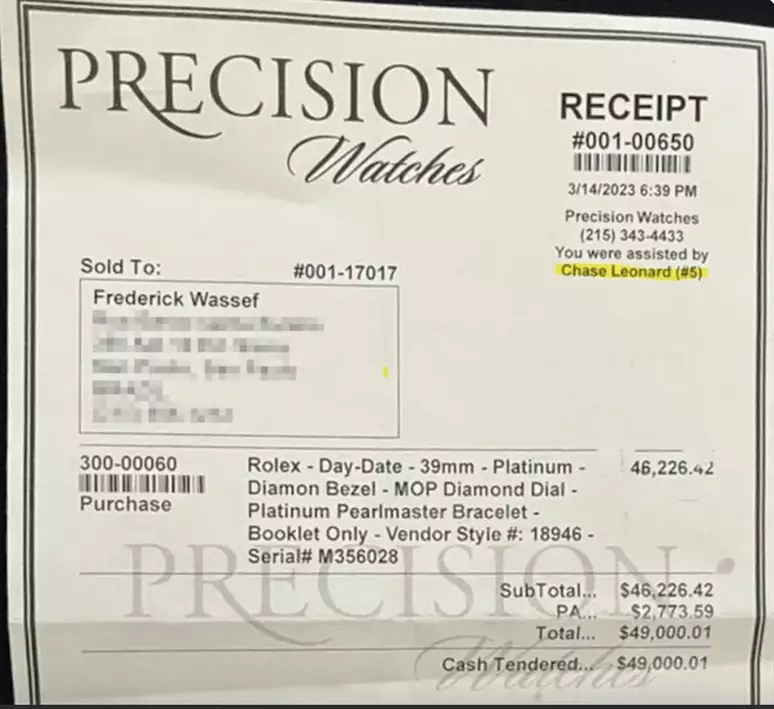 PRECISION
Watches
RECEIPT
#001-00650
3/14/2023 6:39 PM
Precision Watches
(215) 343-4433
You were assisted by
Chase Leonard (#5)
Sold To: #001-17017
Frederick Wassef
300-00060
Purchase
Rolex - Day-Date - 39mm - Platinum - 46,226.42
Diamon Bezel - MOP Diamond Dial -
Platinum Pearlmaster Bracelet -
Booklet Only - Vendor Style #: 18946 -
Serial# M356028
PRECISION
Watches
SubTotal... $46,226.42
PA... $2,773.59
Total... $49,000.01
Cash Tendered... $49,000.01